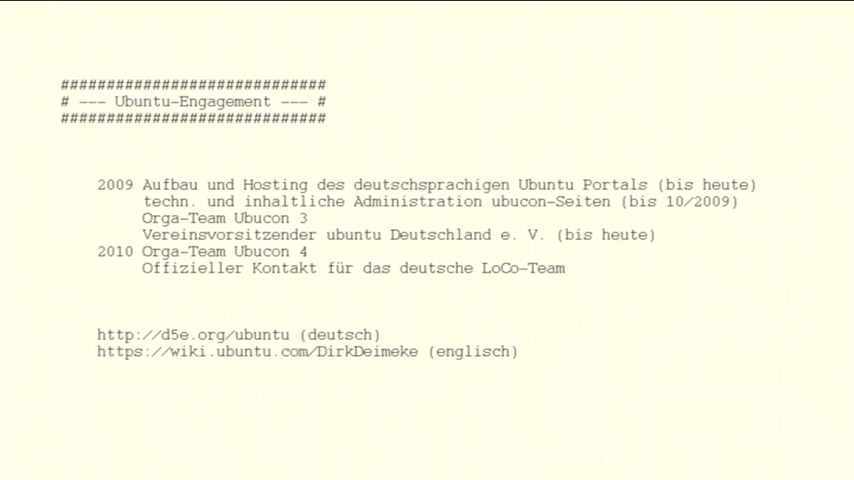 #############################
# --- Ubuntu-Engagement --- #
#############################
2009 Aufbau und Hosting des deutschsprachigen Ubuntu Portals (bis heute)
techn. und inhaltliche Administration ubucon-Seiten (bis 10/2009)
Orga-Team Ubucon 3
Vereinsvorsitzender ubuntu Deutschland e. V. (bis heute)
2010 Orga-Team Ubucon 4
Offizieller Kontakt für das deutsche LoCo-Team
http://d5e.org/ubuntu (deutsch)
https://wiki.ubuntu.com/DirkDeimeke (englisch)